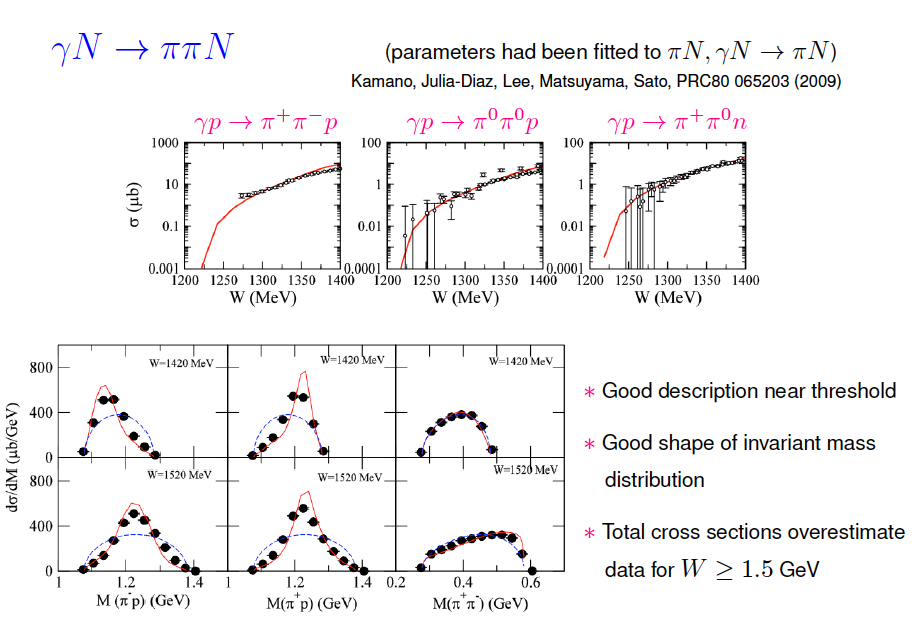 γN → ππN
(parameters had been fitted to πN, γN → πN)
Kamano, Julia-Diaz, Lee, Matsuyama, Sato, PRC80 065203 (2009)
γp → π⁺π⁻p
γp → π⁰π⁰p
γp → π⁺π⁰n
1000
10
0.1
0.001
σ (μb)
1200 1250 1300 1350 1400
W (MeV)
100
1
0.01
0.0001
1200 1250 1300 1350 1400
W (MeV)
100
1
0.01
0.0001
1200 1250 1300 1350 1400
W (MeV)
dσ/dM (μb/GeV)
800
400
0
800
400
0
W=1420 MeV
W=1420 MeV
W=1420 MeV
W=1520 MeV
W=1520 MeV
W=1520 MeV
1 1.2 1.4
1 1.2 1.4
0.2 0.4 0.6
M (π⁻p) (GeV)
M(π⁺p) (GeV)
M(π⁺π⁻) (GeV)
* Good description near threshold
* Good shape of invariant mass
distribution
* Total cross sections overestimate
data for W ≥ 1.5 GeV